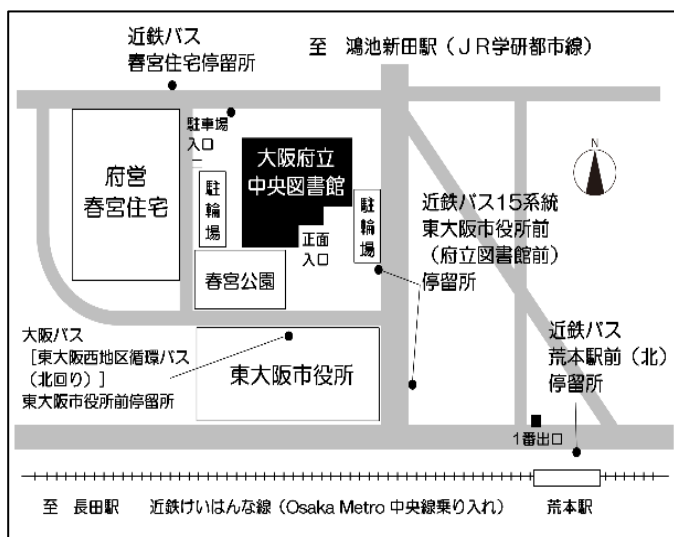 近鉄バス
春宮住宅停留所
至 鴻池新田駅（ＪＲ学研都市線）
駐車場
入口
大阪府立
中央図書館
府営
春宮住宅
駐輪場
駐輪場
正面
入口
春宮公園
N
近鉄バス15系統
東大阪市役所前
（府立図書館前）
停留所
大阪バス
［東大阪西地区循環バス
（北回り）］
東大阪市役所前停留所
東大阪市役所
近鉄バス
荒本駅前（北）
停留所
1番出口
至 長田駅 近鉄けいはんな線（Osaka Metro 中央線乗り入れ） 荒本駅